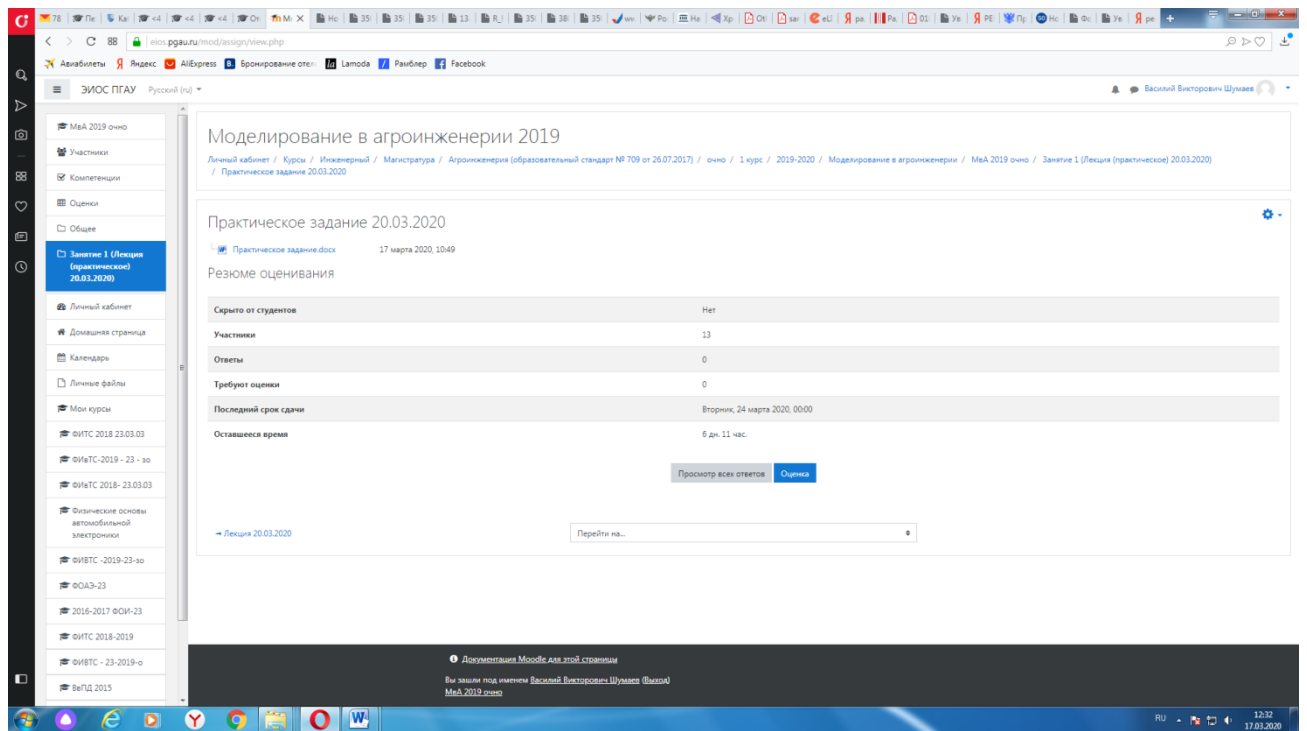 eios.pgau.ru/mod/assign/view.php
Авиабилеты Яндекс AliExpress Бронирование отел Lamoda Рамблер Facebook
ЭИОС ПГАУ Русский (ru)
Василий Викторович Шумаев
МвА 2019 очно
Участники
Компетенции
Оценки
Общее
Занятие 1 (Лекция
(практическое)
20.03.2020)
Личный кабинет
Домашняя страница
Календарь
Личные файлы
Мои курсы
ФИТС 2018 23.03.03
ФИвТС-2019 - 23 - зо
ФИвТС 2018- 23.03.03
Физические основы
автомобильной
электроники
ФИВТС -2019-23-зо
ФОАЭ-23
2016-2017 ФОИ-23
ФИТС 2018-2019
ФИВТС - 23-2019-о
ВвПД 2015
Моделирование в агроинженерии 2019
Личный кабинет / Курсы / Инженерный / Магистратура / Агроинженерия (образовательный стандарт № 709 от 26.07.2017) / очно / 1 курс / 2019-2020 / Моделирование в агроинженерии / МвА 2019 очно / Занятие 1 (Лекция (практическое) 20.03.2020)
/ Практическое задание 20.03.2020
Практическое задание 20.03.2020
Практическое задание.docx 17 марта 2020, 10:49
Резюме оценивания
Скрыто от студентов Нет
Участники 13
Ответы 0
Требуют оценки 0
Последний срок сдачи Вторник, 24 марта 2020, 00:00
Оставшееся время 6 дн. 11 час.
Просмотр всех ответов Оценка
→ Лекция 20.03.2020 Перейти на...
Документация Moodle для этой страницы
Вы зашли под именем Василий Викторович Шумаев (Выход)
МвА 2019 очно
RU 12:32
17.03.2020